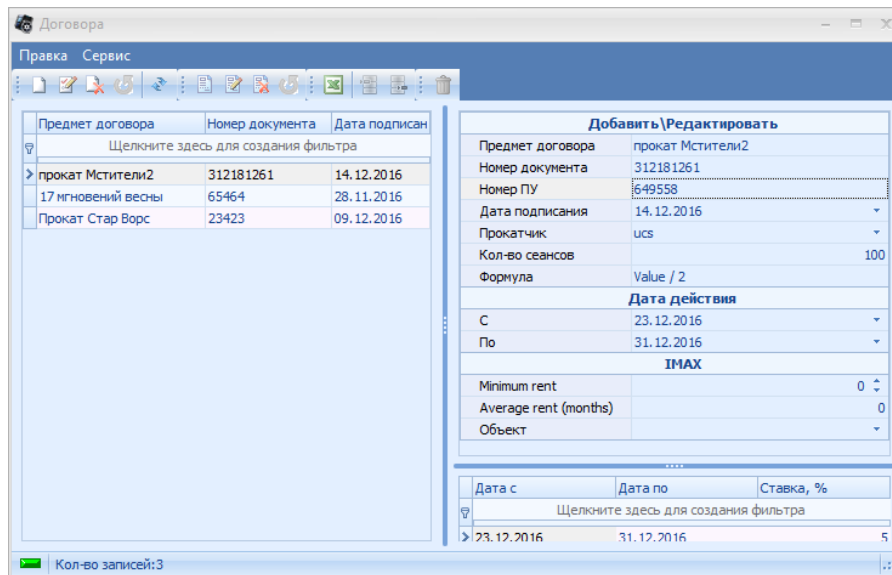 Договора
Правка Сервис
Предмет договора Номер документа Дата подписан
Щелкните здесь для создания фильтра
прокат Мстители2 312181261 14.12.2016
17 мгновений весны 65464 28.11.2016
Прокат Стар Ворс 23423 09.12.2016
Добавить\Редактировать
Предмет договора прокат Мстители2
Номер документа 312181261
Номер ПУ 649558
Дата подписания 14.12.2016
Прокатчик ucs
Кол-во сеансов 100
Формула Value / 2
Дата действия
С 23.12.2016
По 31.12.2016
IMAX
Minimum rent 0
Average rent (months) 0
Объект
Дата с Дата по Ставка, %
Щелкните здесь для создания фильтра
23.12.2016 31.12.2016 5
Кол-во записей:3